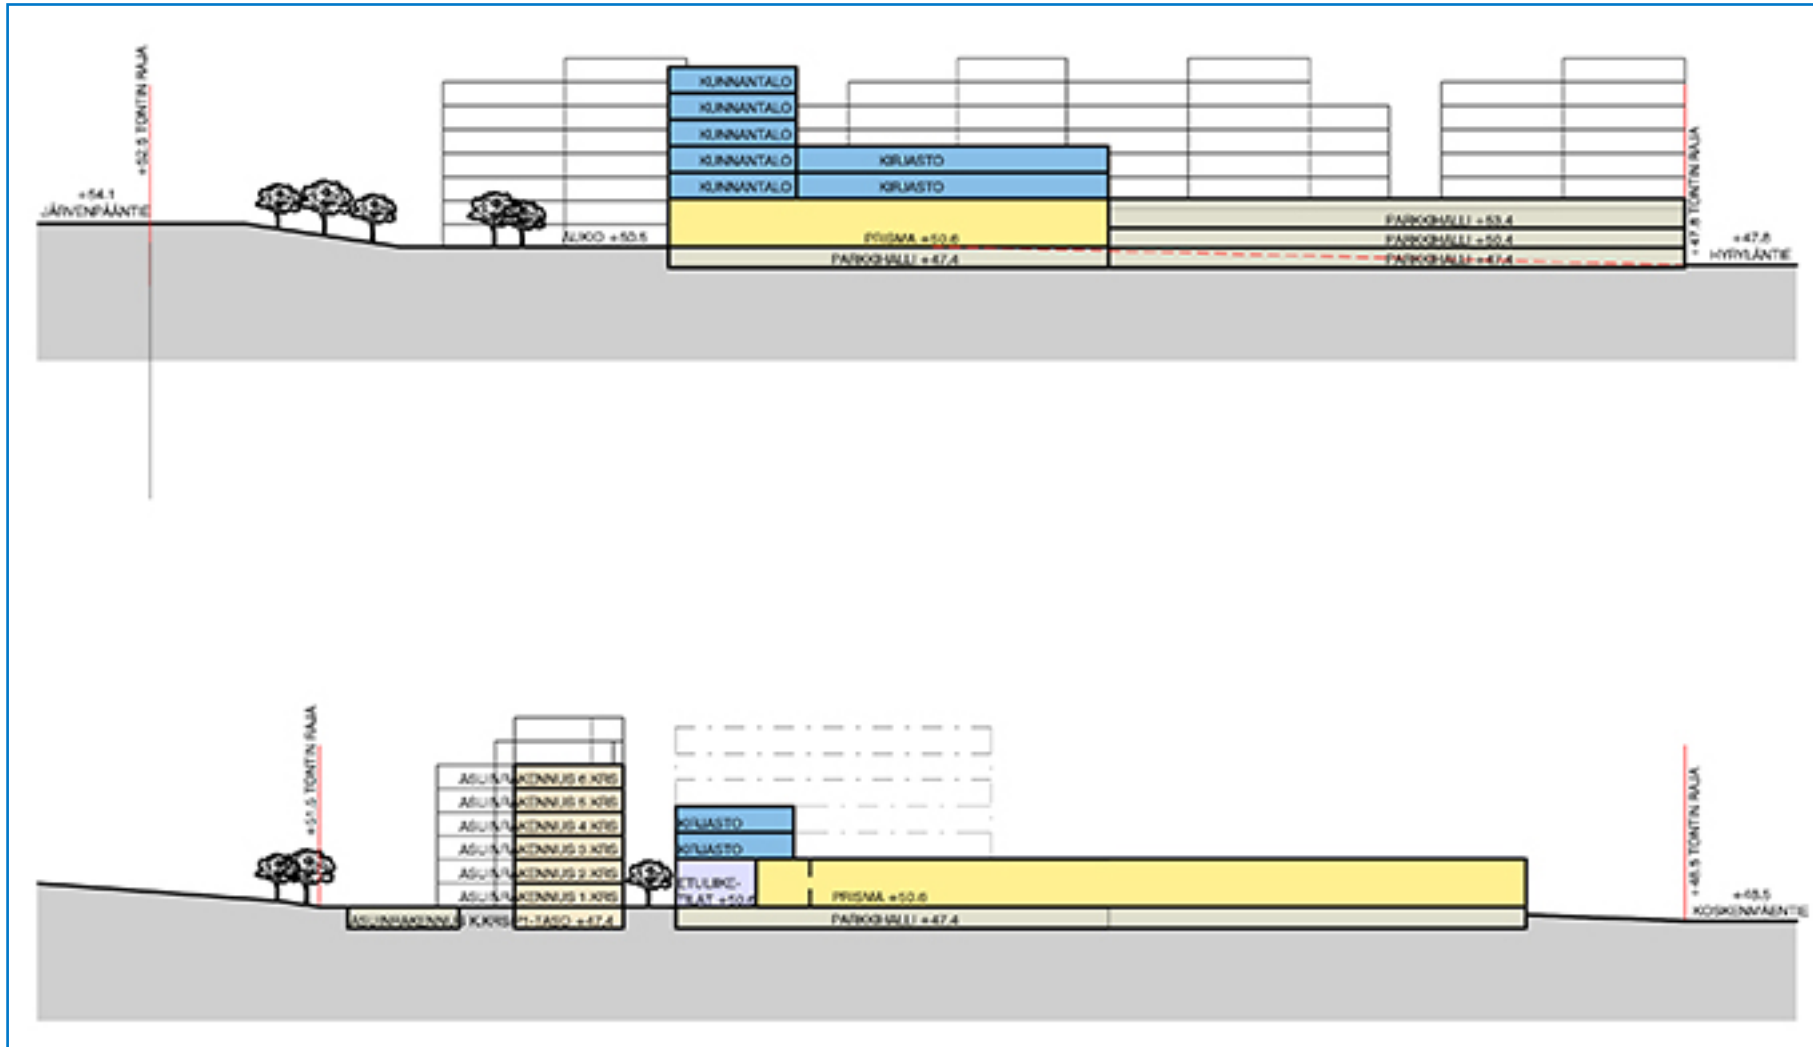 +52.5 TONTIN RAJA
+54.1
JÄRVENPÄÄNTIE
AUKIO +50.5
KUNNANTALO
KUNNANTALO
KUNNANTALO
KUNNANTALO KIRJASTO
KUNNANTALO KIRJASTO
PRISMA +50.6
PARKKIHALLI +47.4
PARKKIHALLI +53.4
PARKKIHALLI +50.4
PARKKIHALLI +47.4
+47.8 TONTIN RAJA
+47.8
HYRYLÄNTIE
+51.5 TONTIN RAJA
ASUINRAKENNUS 6.KRS
ASUINRAKENNUS 5.KRS
ASUINRAKENNUS 4.KRS
ASUINRAKENNUS 3.KRS
ASUINRAKENNUS 2.KRS
ASUINRAKENNUS 1.KRS
ASUINRAKENNUS K.KRS P1-TASO +47.4
KIRJASTO
KIRJASTO
ETULIIKE-
TILAT +50.6
PRISMA +50.6
PARKKIHALLI +47.4
+48.5 TONTIN RAJA
+48.5
KOSKENMÄENTIE